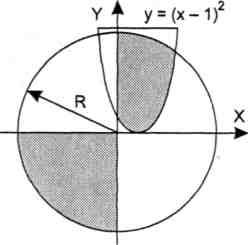 Y
y = (x – 1)²
R
X